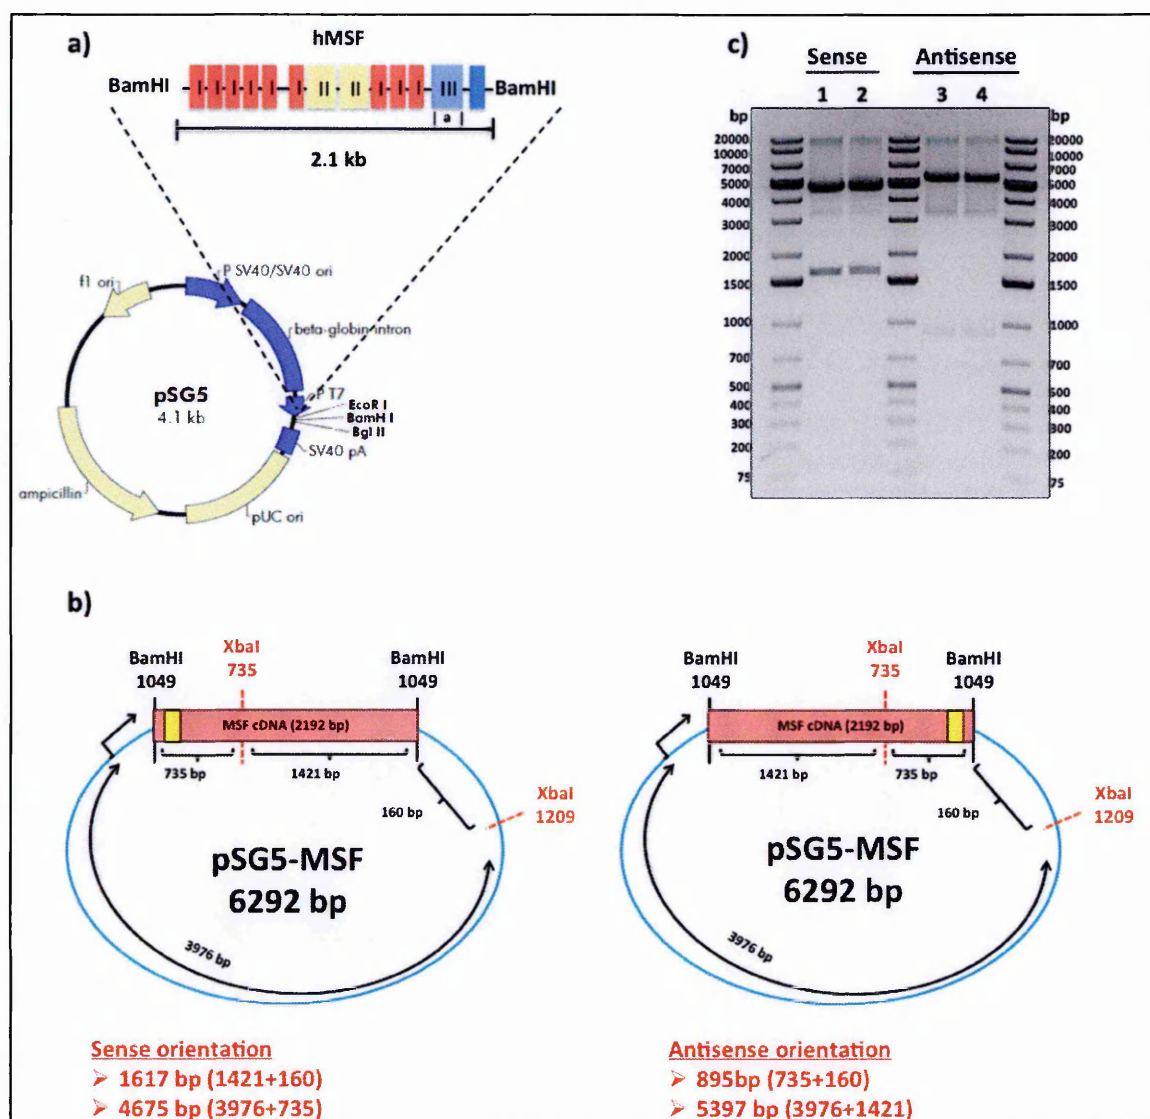 a)
hMSF
BamHI
I I I I I I II II I I I III
BamHI
a
2.1 kb
P SV40/SV40 ori
f1 ori
beta-globin intron
pSG5
4.1 kb
P T7
EcoR I
BamH I
Bgl II
SV40 pA
ampicillin
pUC ori
c)
Sense Antisense
1 2 3 4
bp bp
20000 20000
10000 10000
7000 7000
5000 5000
4000 4000
3000 3000
2000 2000
1500 1500
1000 1000
700 700
500 500
400 400
300 300
200 200
75 75
b)
BamHI
1049
XbaI
735
BamHI
1049
MSF cDNA (2192 bp)
735 bp
1421 bp
160 bp
XbaI
1209
pSG5-MSF
6292 bp
3976 bp
Sense orientation
➢ 1617 bp (1421+160)
➢ 4675 bp (3976+735)
BamHI
1049
XbaI
735
BamHI
1049
MSF cDNA (2192 bp)
1421 bp
735 bp
160 bp
XbaI
1209
pSG5-MSF
6292 bp
3976 bp
Antisense orientation
➢ 895bp (735+160)
➢ 5397 bp (3976+1421)